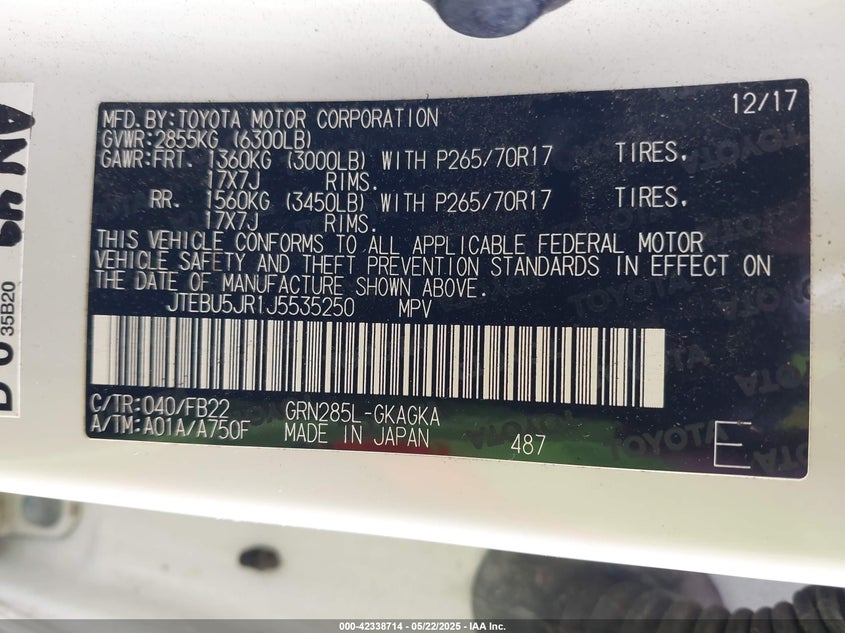 12/17
MFD.BY:TOYOTA MOTOR CORPORATION
GVWR:2855KG (6300LB)
GAWR:FRT. 1360KG (3000LB) WITH P265/70R17 TIRES.
17X7J RIMS.
RR. 1560KG (3450LB) WITH P265/70R17 TIRES.
17X7J RIMS.
THIS VEHICLE CONFORMS TO ALL APPLICABLE FEDERAL MOTOR
VEHICLE SAFETY AND THEFT PREVENTION STANDARDS IN EFFECT ON
THE DATE OF MANUFACTURE SHOWN ABOVE.
JTEBU5JR1J5535250 MPV
C/TR:040/FB22 GRN285L-GKAGKA
A/TM:A01A/A750F MADE IN JAPAN 487 E
TOYOTA
35B20
000-42338714 - 05/22/2025 - IAA Inc.